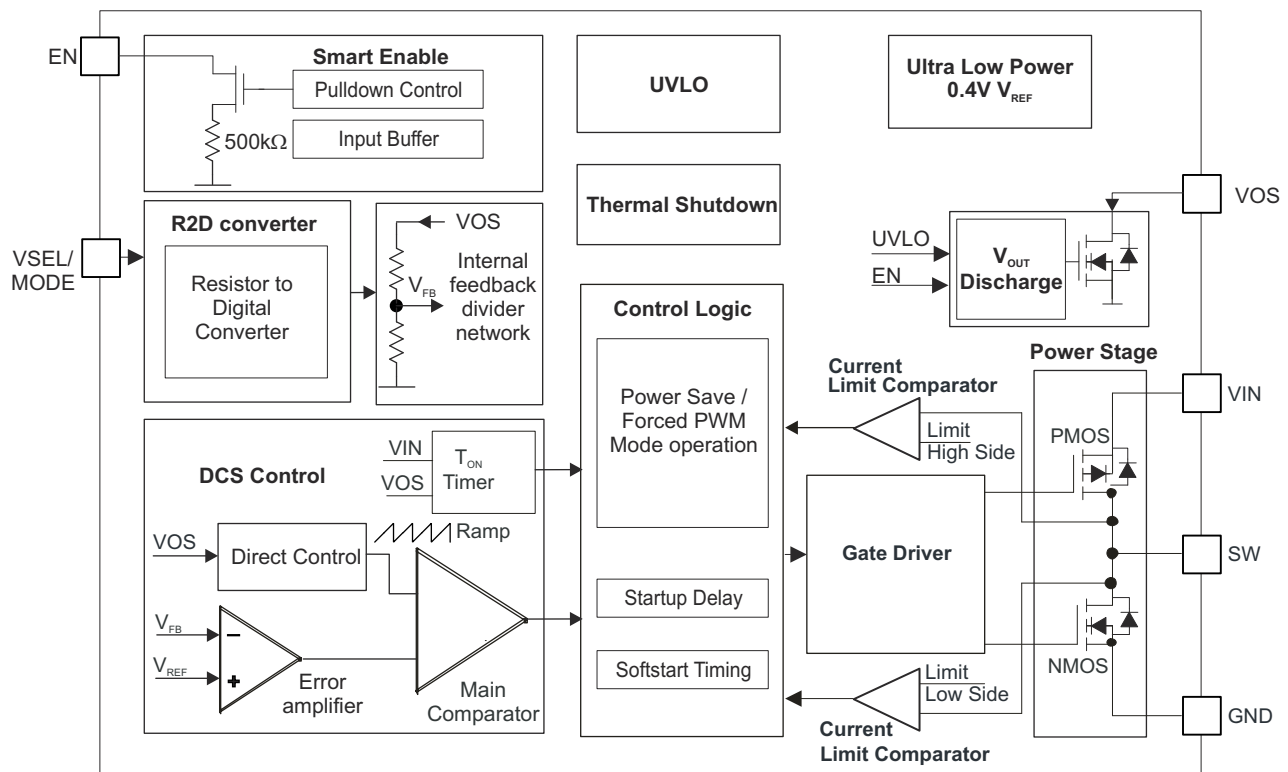 EN
Smart Enable
Pulldown Control
500kΩ
Input Buffer
UVLO
Ultra Low Power
0.4V VREF
Thermal Shutdown
VOS
UVLO
EN
VOUT
Discharge
VSEL/
MODE
R2D converter
Resistor to
Digital
Converter
VOS
VFB
Internal
feedback
divider
network
Control Logic
Power Save /
Forced PWM
Mode operation
Startup Delay
Softstart Timing
DCS Control
VIN
VOS
TON
Timer
VOS
Direct Control
Ramp
VFB
−
VREF
+
Error
amplifier
Main
Comparator
Current
Limit Comparator
Limit
High Side
Gate Driver
Limit
Low Side
Current
Limit Comparator
Power Stage
PMOS
NMOS
VIN
SW
GND